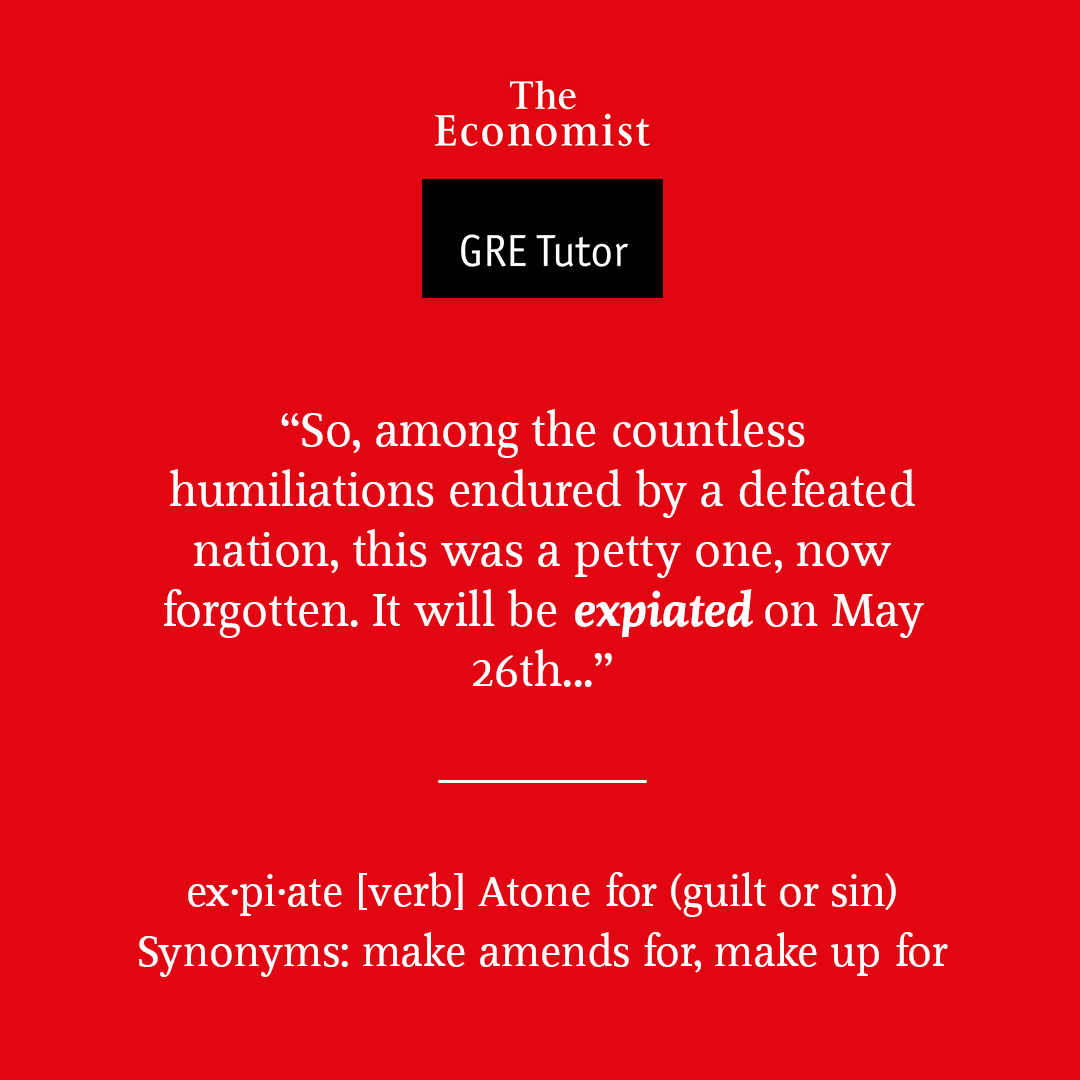 The
Economist
GRE Tutor
“So, among the countless
humiliations endured by a defeated
nation, this was a petty one, now
forgotten. It will be expiated on May
26th...”
ex·pi·ate [verb] Atone for (guilt or sin)
Synonyms: make amends for, make up for